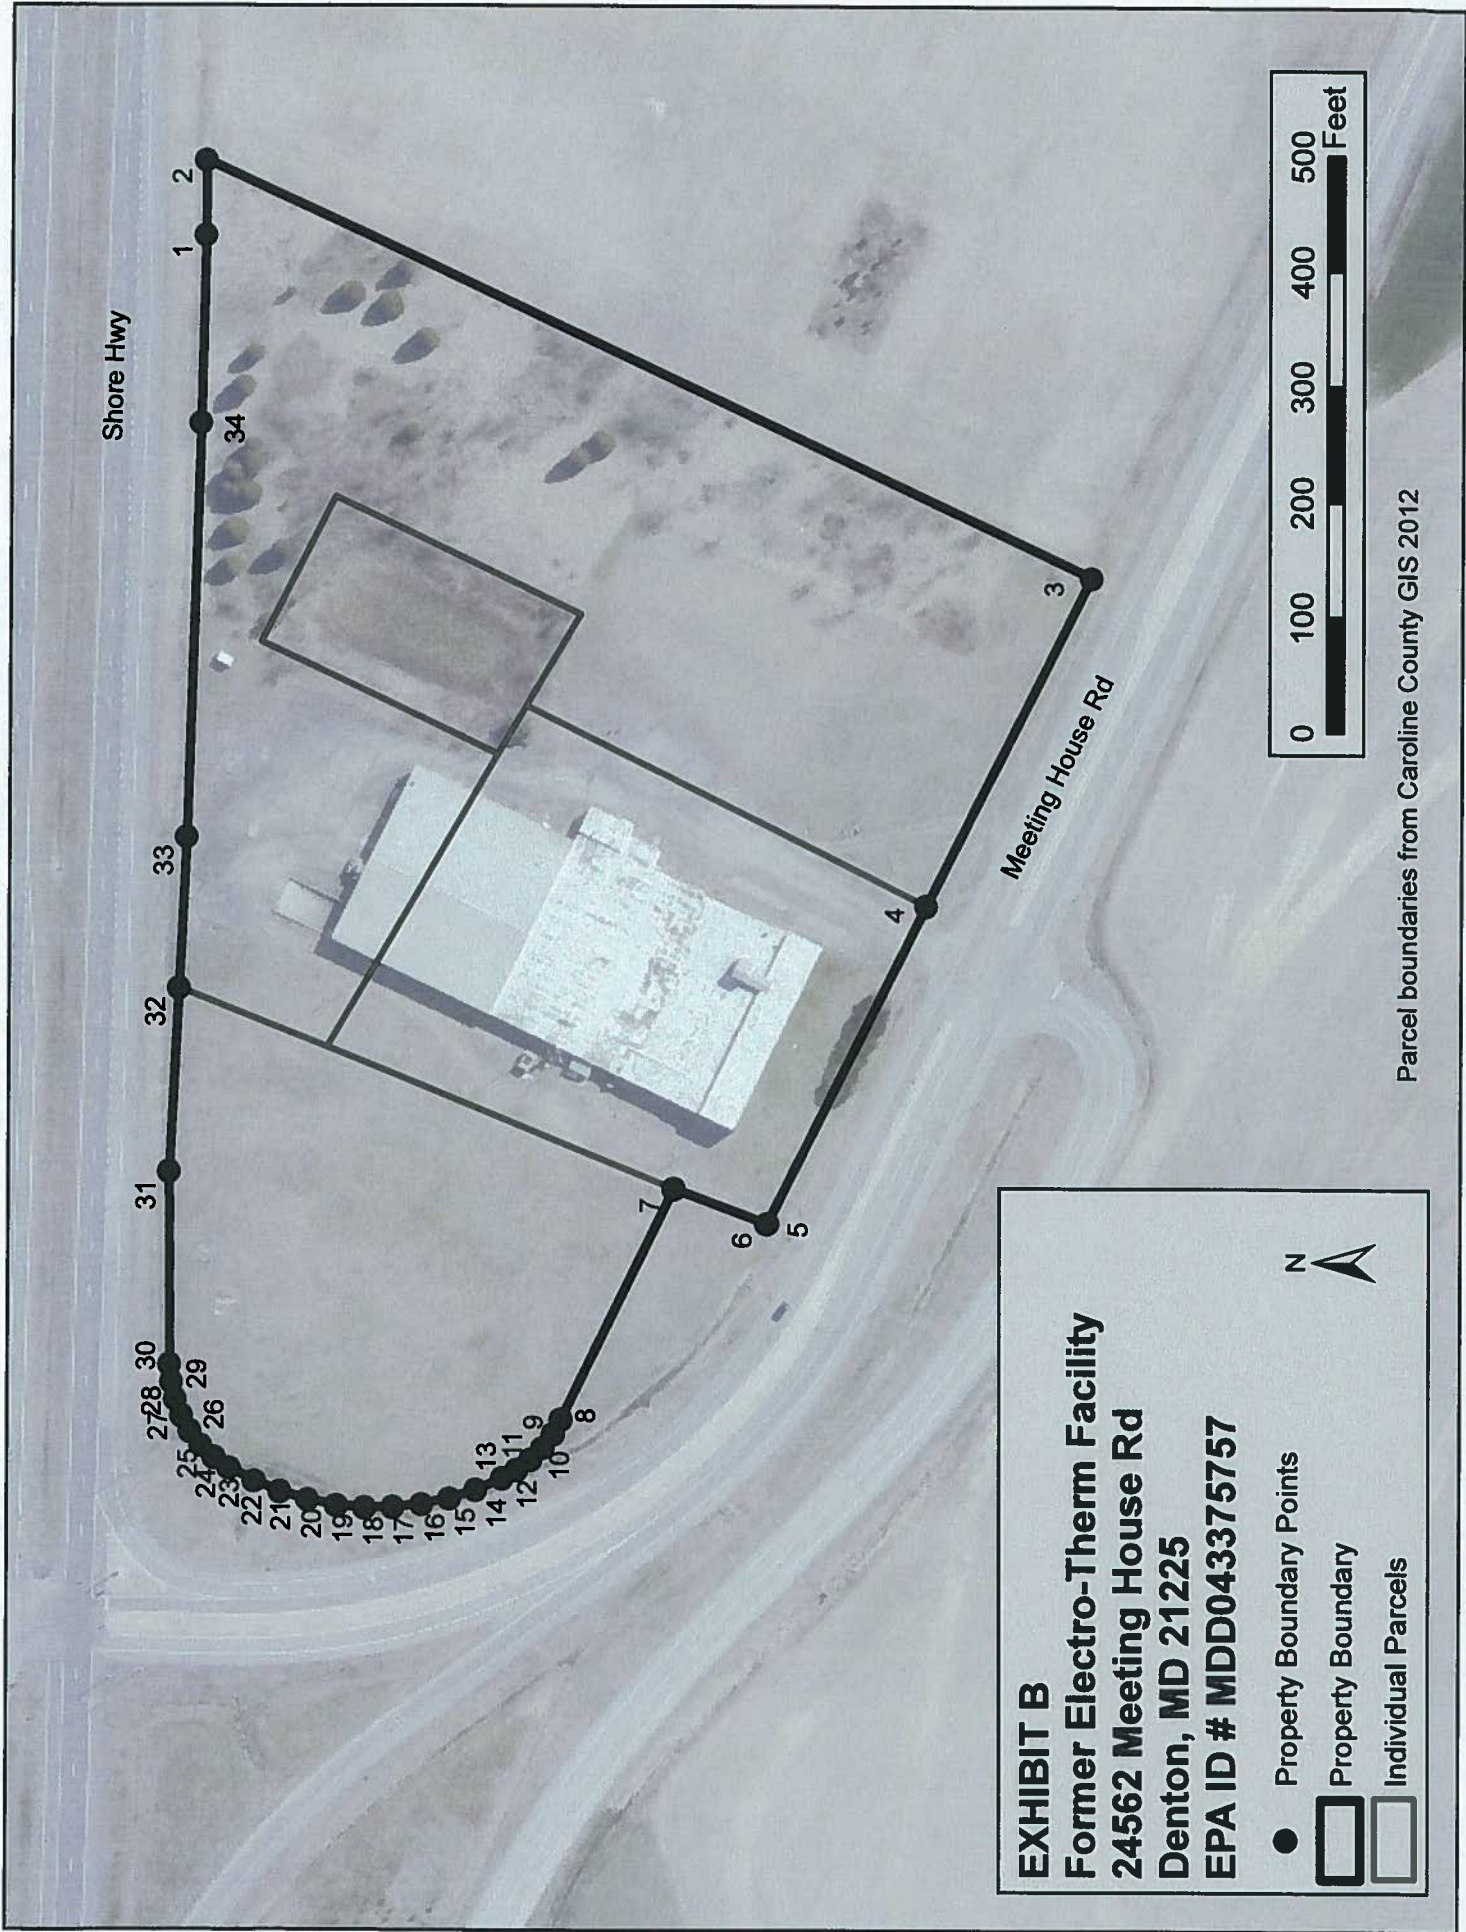 Shore Hwy
2
1
34
33
32
31
30
29
28
27
26
25
24
23
22
21
20
19
18
17
16
15
14
13
12
11
10
9
8
7
6
5
4
3
Meeting House Rd
EXHIBIT B
Former Electro-Therm Facility
24562 Meeting House Rd
Denton, MD 21225
EPA ID # MDD043375757
Property Boundary Points
Property Boundary
Individual Parcels
N
0 100 200 300 400 500
Feet
Parcel boundaries from Caroline County GIS 2012